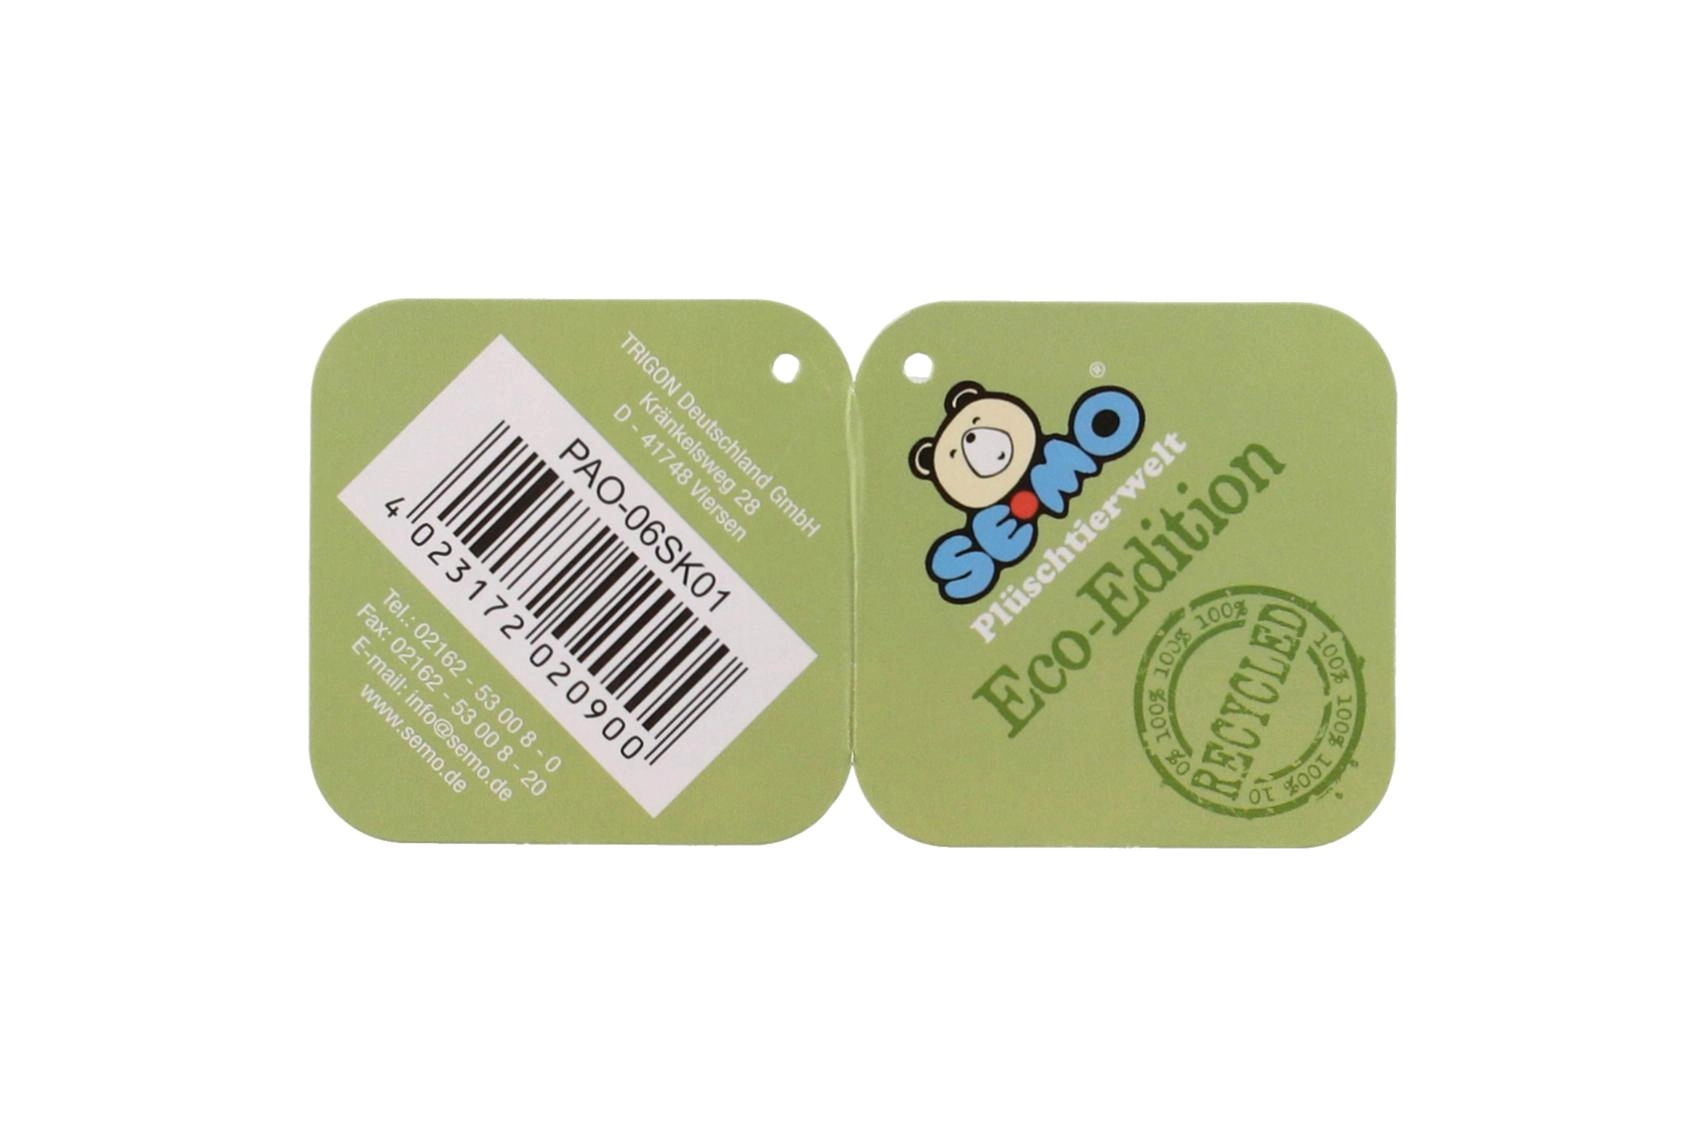 TRIGON Deutschland GmbH
Kränkelsweg 28
D - 41748 Viersen
PAO-06SK01
4 023172 020900
Tel.: 02162 - 53 00 8 - 0
Fax: 02162 - 53 00 8 - 20
E-mail: info@semo.de
www.semo.de
SEMO®
Plüschtierwelt
Eco-Edition
100% 100% 100%
RECYCLED
100% 100% 100% 10
0%